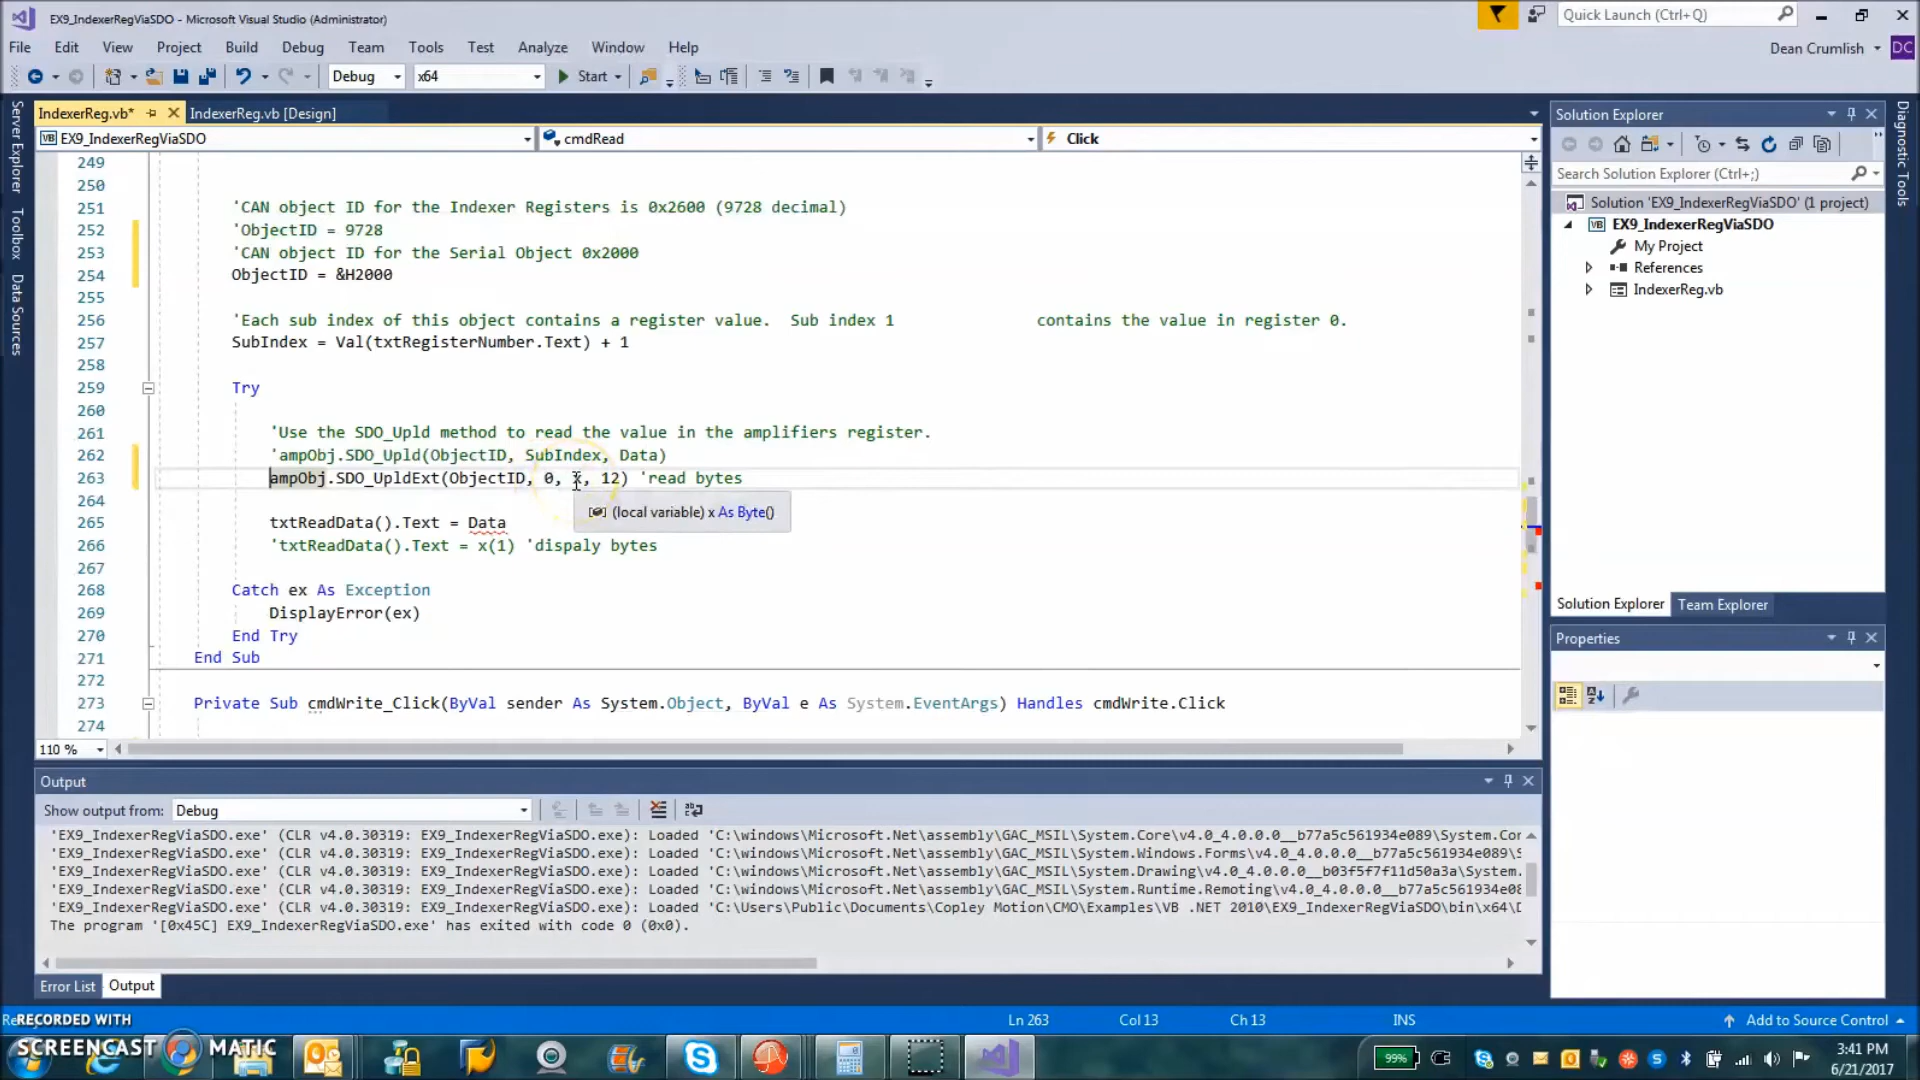 EX9_IndexerRegViaSDO - Microsoft Visual Studio (Administrator)
Quick Launch (Ctrl+Q)
File Edit View Project Build Debug Team Tools Test Analyze Window Help
Dean Crumlish DC
Debug x64 Start
IndexerReg.vb* IndexerReg.vb [Design]
EX9_IndexerRegViaSDO cmdRead Click
249
250
251 'CAN object ID for the Indexer Registers is 0x2600 (9728 decimal)
252 'ObjectID = 9728
253 'CAN object ID for the Serial Object 0x2000
254 ObjectID = &H2000
255
256 'Each sub index of this object contains a register value.  Sub index 1 contains the value in register 0.
257 SubIndex = Val(txtRegisterNumber.Text) + 1
258
259 Try
260
261 'Use the SDO_Upld method to read the value in the amplifiers register.
262 'ampObj.SDO_Upld(ObjectID, SubIndex, Data)
263 ampObj.SDO_UpldExt(ObjectID, 0, x, 12) 'read bytes
264
(local variable) x As Byte()
265 txtReadData().Text = Data
266 'txtReadData().Text = x(1) 'dispaly bytes
267
268 Catch ex As Exception
269 DisplayError(ex)
270 End Try
271 End Sub
272
273 Private Sub cmdWrite_Click(ByVal sender As System.Object, ByVal e As System.EventArgs) Handles cmdWrite.Click
274
110 %
Server Explorer
Toolbox
Data Sources
Solution Explorer
Search Solution Explorer (Ctrl+;)
Solution 'EX9_IndexerRegViaSDO' (1 project)
EX9_IndexerRegViaSDO
My Project
References
IndexerReg.vb
Solution Explorer Team Explorer
Properties
Diagnostic Tools
Output
Show output from: Debug
'EX9_IndexerRegViaSDO.exe' (CLR v4.0.30319: EX9_IndexerRegViaSDO.exe): Loaded 'C:\windows\Microsoft.Net\assembly\GAC_MSIL\System.Core\v4.0_4.0.0.0__b77a5c561934e089\System.Cor
'EX9_IndexerRegViaSDO.exe' (CLR v4.0.30319: EX9_IndexerRegViaSDO.exe): Loaded 'C:\windows\Microsoft.Net\assembly\GAC_MSIL\System.Windows.Forms\v4.0_4.0.0.0__b77a5c561934e089\S
'EX9_IndexerRegViaSDO.exe' (CLR v4.0.30319: EX9_IndexerRegViaSDO.exe): Loaded 'C:\windows\Microsoft.Net\assembly\GAC_MSIL\System.Drawing\v4.0_4.0.0.0__b03f5f7f11d50a3a\System.
'EX9_IndexerRegViaSDO.exe' (CLR v4.0.30319: EX9_IndexerRegViaSDO.exe): Loaded 'C:\windows\Microsoft.Net\assembly\GAC_MSIL\System.Runtime.Remoting\v4.0_4.0.0.0__b77a5c561934e08
'EX9_IndexerRegViaSDO.exe' (CLR v4.0.30319: EX9_IndexerRegViaSDO.exe): Loaded 'C:\Users\Public\Documents\Copley Motion\CMO\Examples\VB .NET 2010\EX9_IndexerRegViaSDO\bin\x64\D
The program '[0x45C] EX9_IndexerRegViaSDO.exe' has exited with code 0 (0x0).
Error List Output
Ln 263 Col 13 Ch 13 INS Add to Source Control
RECORDED WITH
SCREENCAST MATIC
99%
3:41 PM
6/21/2017